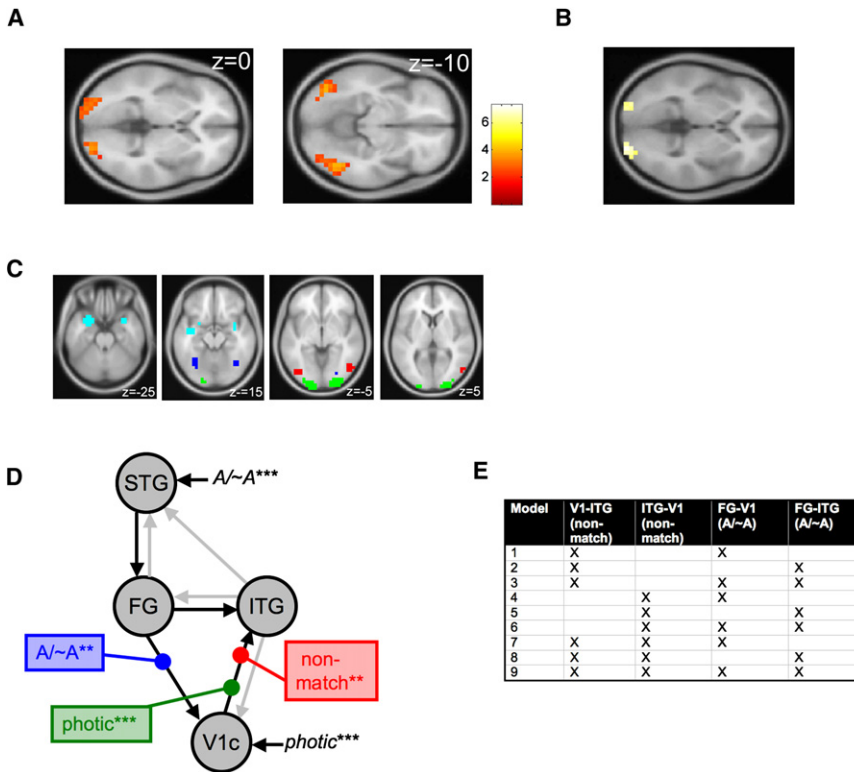 A
B
z=0
z=-10
6
4
2
C
z=-25
z-=15
z=-5
z=5
D
E
STG
A/~A***
FG
ITG
A/~A**
non-
match**
photic***
V1c
photic***
Model V1-ITG (non-match) ITG-V1 (non-match) FG-V1 (A/~A) FG-ITG (A/~A)
1 X X
2 X X
3 X X X
4 X X
5 X X
6 X X X
7 X X X
8 X X X
9 X X X X